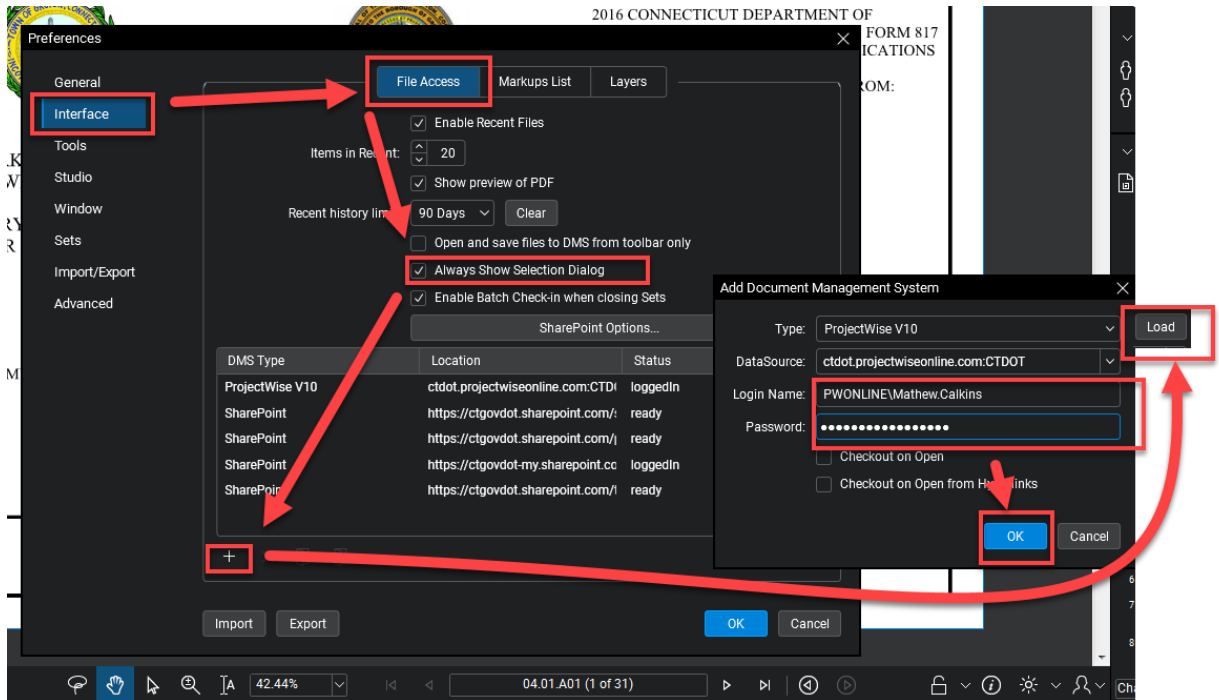 2016 CONNECTICUT DEPARTMENT OF
FORM 817
ICATIONS
ROM:
Preferences
General
Interface
Tools
Studio
Window
Sets
Import/Export
Advanced
File Access
Markups List
Layers
Enable Recent Files
Items in Recent:
20
Show preview of PDF
Recent history
90 Days
Clear
Open and save files to DMS from toolbar only
Always Show Selection Dialog
Enable Batch Check-in when closing Sets
SharePoint Options...
DMS Type Location Status
ProjectWise V10 ctdot.projectwiseonline.com:CTD loggedIn
SharePoint https://ctgovdot.sharepoint.com/ ready
SharePoint https://ctgovdot.sharepoint.com/ ready
SharePoint https://ctgovdot-my.sharepoint.cc loggedIn
SharePoint https://ctgovdot.sharepoint.com/ ready
+
Import
Export
OK
Cancel
Add Document Management System
Type: ProjectWise V10
Load
DataSource: ctdot.projectwiseonline.com:CTDOT
Login Name: PWONLINE\Mathew.Calkins
Password: •••••••••••••••••
Checkout on Open
Checkout on Open from
OK
Cancel
6
7
8
42.44%
04.01.A01 (1 of 31)